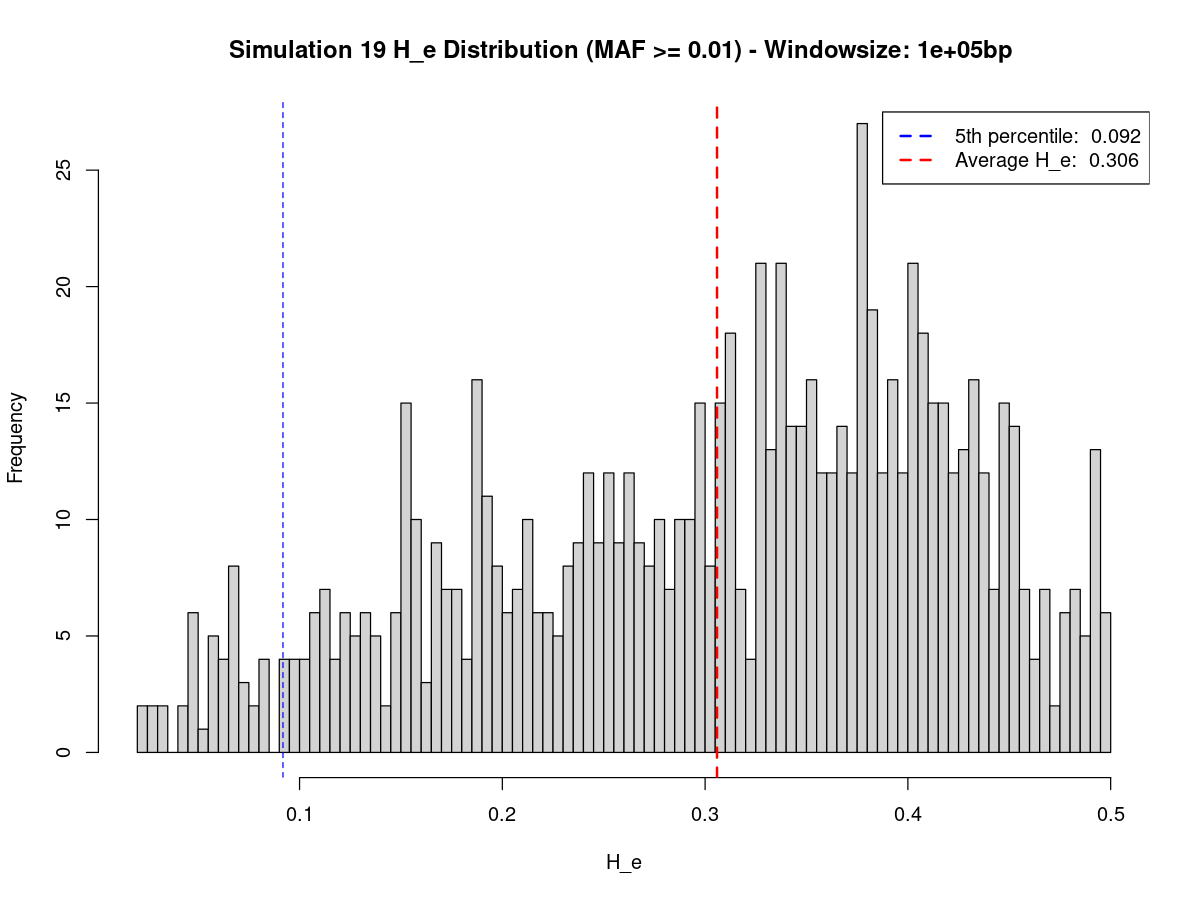 Simulation 19 H_e Distribution (MAF >= 0.01) - Windowsize: 1e+05bp
5th percentile: 0.092
Average H_e: 0.306
Frequency
25
20
15
10
5
0
0.1 0.2 0.3 0.4 0.5
H_e